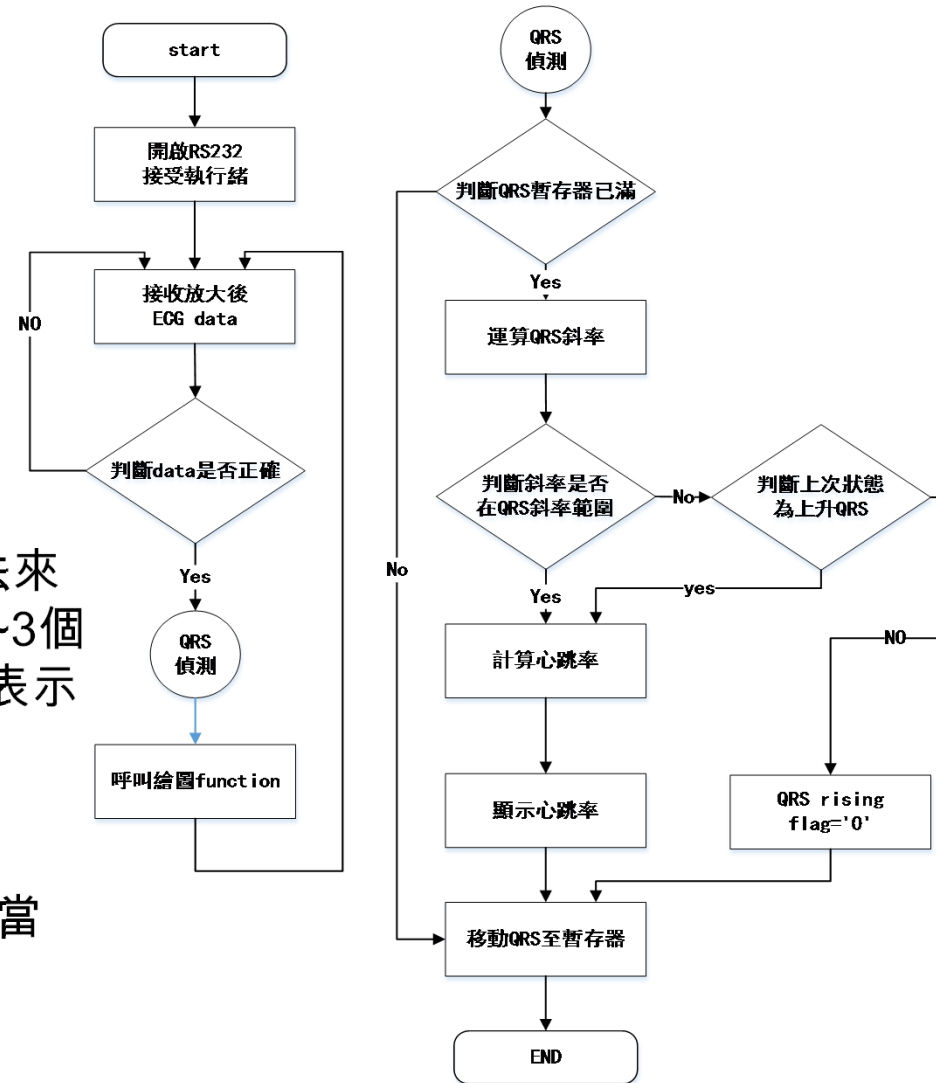 start
開啟RS232
接受執行緒
接收放大後
ECG data
NO
判斷data是否正確
Yes
QRS
偵測
呼叫繪圖function
去來
~3個
表示
當
QRS
偵測
判斷QRS暫存器已滿
Yes
運算QRS斜率
判斷斜率是否
在QRS斜率範圍
No
判斷上次狀態
為上升QRS
No
Yes
yes
計算心跳率
NO
顯示心跳率
QRS rising
flag='0'
移動QRS至暫存器
END